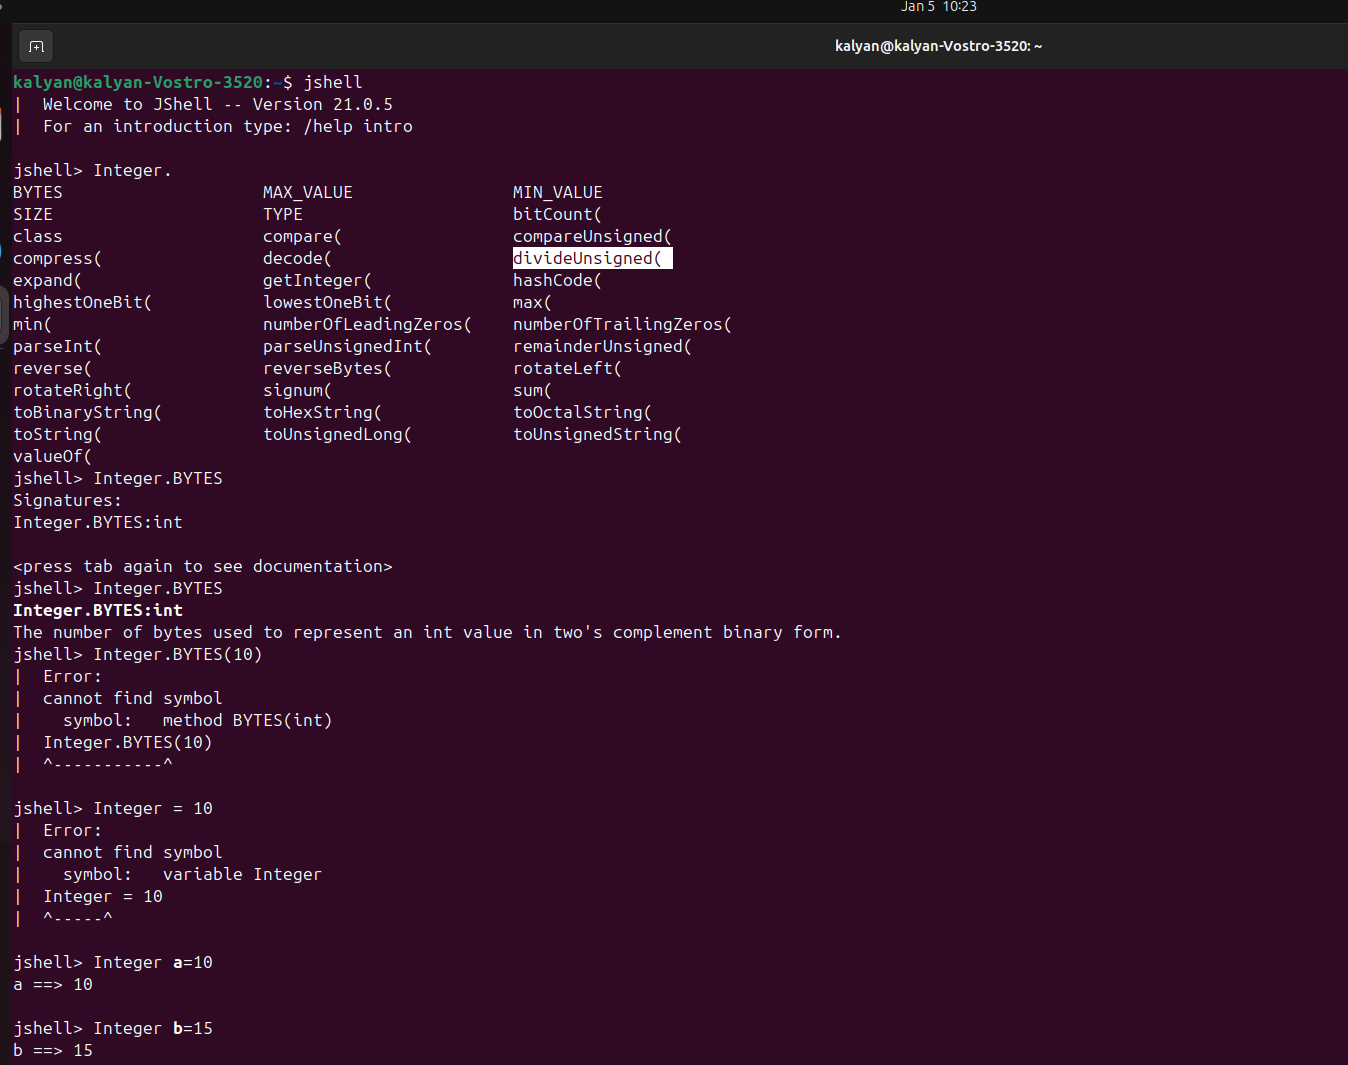 Jan 5 10:23
kalyan@kalyan-Vostro-3520: ~
kalyan@kalyan-Vostro-3520:~$ jshell
|  Welcome to JShell -- Version 21.0.5
|  For an introduction type: /help intro
jshell> Integer.
BYTES                    MAX_VALUE                MIN_VALUE
SIZE                     TYPE                     bitCount(
class                    compare(                 compareUnsigned(
compress(                decode(                  divideUnsigned(
expand(                  getInteger(              hashCode(
highestOneBit(           lowestOneBit(            max(
min(                     numberOfLeadingZeros(    numberOfTrailingZeros(
parseInt(                parseUnsignedInt(        remainderUnsigned(
reverse(                 reverseBytes(            rotateLeft(
rotateRight(             signum(                  sum(
toBinaryString(          toHexString(             toOctalString(
toString(                toUnsignedLong(          toUnsignedString(
valueOf(
jshell> Integer.BYTES
Signatures:
Integer.BYTES:int
<press tab again to see documentation>
jshell> Integer.BYTES
Integer.BYTES:int
The number of bytes used to represent an int value in two's complement binary form.
jshell> Integer.BYTES(10)
|  Error:
|  cannot find symbol
|    symbol:   method BYTES(int)
|  Integer.BYTES(10)
|  ^-----------^
jshell> Integer = 10
|  Error:
|  cannot find symbol
|    symbol:   variable Integer
|  Integer = 10
|  ^-----^
jshell> Integer a=10
a ==> 10
jshell> Integer b=15
b ==> 15